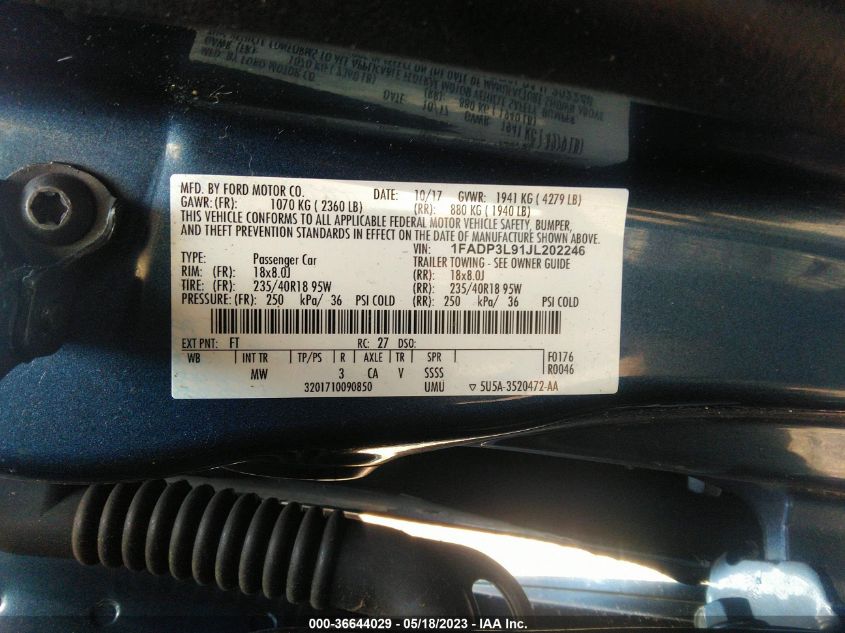 MFD. BY FORD MOTOR CO. DATE: 10/17 GVWR: 1941 KG ( 4279 LB)
GAWR: (FR): 1070 KG ( 2360 LB) (RR): 880 KG ( 1940 LB)
THIS VEHICLE CONFORMS TO ALL APPLICABLE FEDERAL MOTOR VEHICLE SAFETY, BUMPER,
AND THEFT PREVENTION STANDARDS IN EFFECT ON THE DATE OF MANUFACTURE SHOWN ABOVE.
VIN: 1FADP3L91JL202246
TYPE: Passenger Car TRAILER TOWING - SEE OWNER GUIDE
RIM: (FR): 18x8.0J (RR): 18x8.0J
TIRE: (FR): 235/40R18 95W (RR): 235/40R18 95W
PRESSURE: (FR): 250 kPa/ 36 PSI COLD (RR): 250 kPa/ 36 PSI COLD
EXT PNT: FT RC: 27 DSO:
WB INT TR TP/PS R AXLE TR SPR F0176
MW 3 CA V SSSS R0046
3201710090850 UMU ▽ 5U5A-3520472-AA
000-36644029 - 05/18/2023 - IAA Inc.